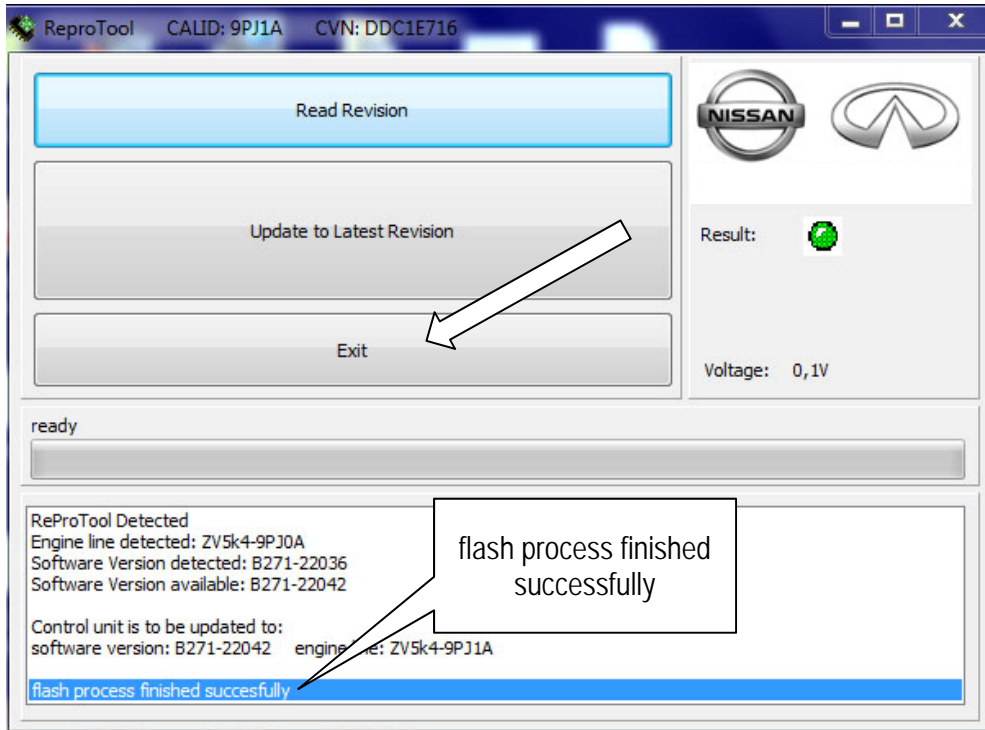 ReproTool CALID: 9PJ1A CVN: DDC1E716
Read Revision
NISSAN
Update to Latest Revision
Result:
Exit
Voltage: 0,1V
ready
ReProTool Detected
Engine line detected: ZV5k4-9PJ0A
Software Version detected: B271-22036
Software Version available: B271-22042
Control unit is to be updated to:
software version: B271-22042 engine line: ZV5k4-9PJ1A
flash process finished succesfully
flash process finished
successfully